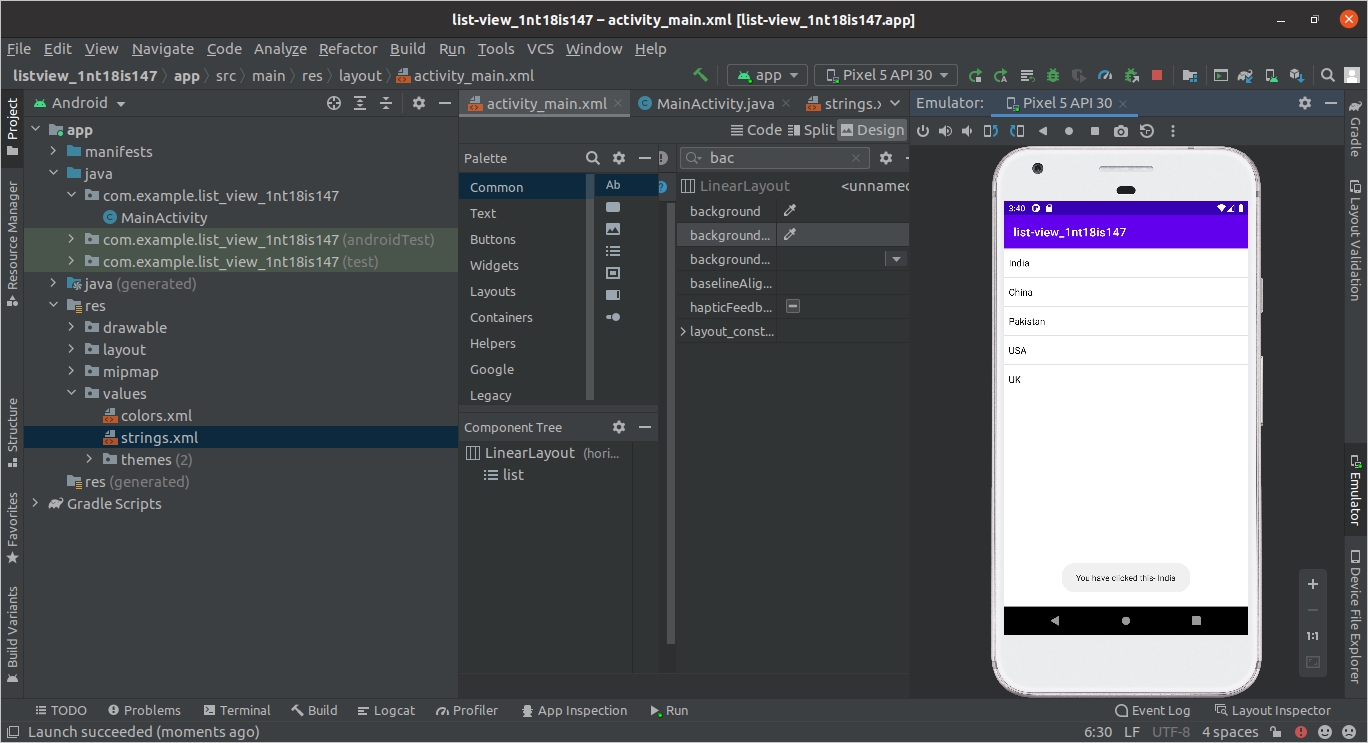 list-view_1nt18is147 – activity_main.xml [list-view_1nt18is147.app]
File Edit View Navigate Code Analyze Refactor Build Run Tools VCS Window Help
listview_1nt18is147 app src main res layout activity_main.xml
app Pixel 5 API 30
Project
Resource Manager
Structure
Favorites
Build Variants
Android
app
manifests
java
com.example.list_view_1nt18is147
MainActivity
com.example.list_view_1nt18is147 (androidTest)
com.example.list_view_1nt18is147 (test)
java (generated)
res
drawable
layout
mipmap
values
colors.xml
strings.xml
themes (2)
res (generated)
Gradle Scripts
activity_main.xml MainActivity.java strings.x
Code Split Design
Palette
Common
Text
Buttons
Widgets
Layouts
Containers
Helpers
Google
Legacy
Ab
Component Tree
LinearLayout (hori...
list
bac
LinearLayout <unnamed
background
background...
background...
baselineAlig...
hapticFeedb...
layout_const...
Emulator: Pixel 5 API 30
3:40
list-view_1nt18is147
India
China
Pakistan
USA
UK
You have clicked this- India
1:1
Gradle
Layout Validation
Emulator
Device File Explorer
TODO Problems Terminal Build Logcat Profiler App Inspection Run Event Log Layout Inspector
Launch succeeded (moments ago) 6:30 LF UTF-8 4 spaces